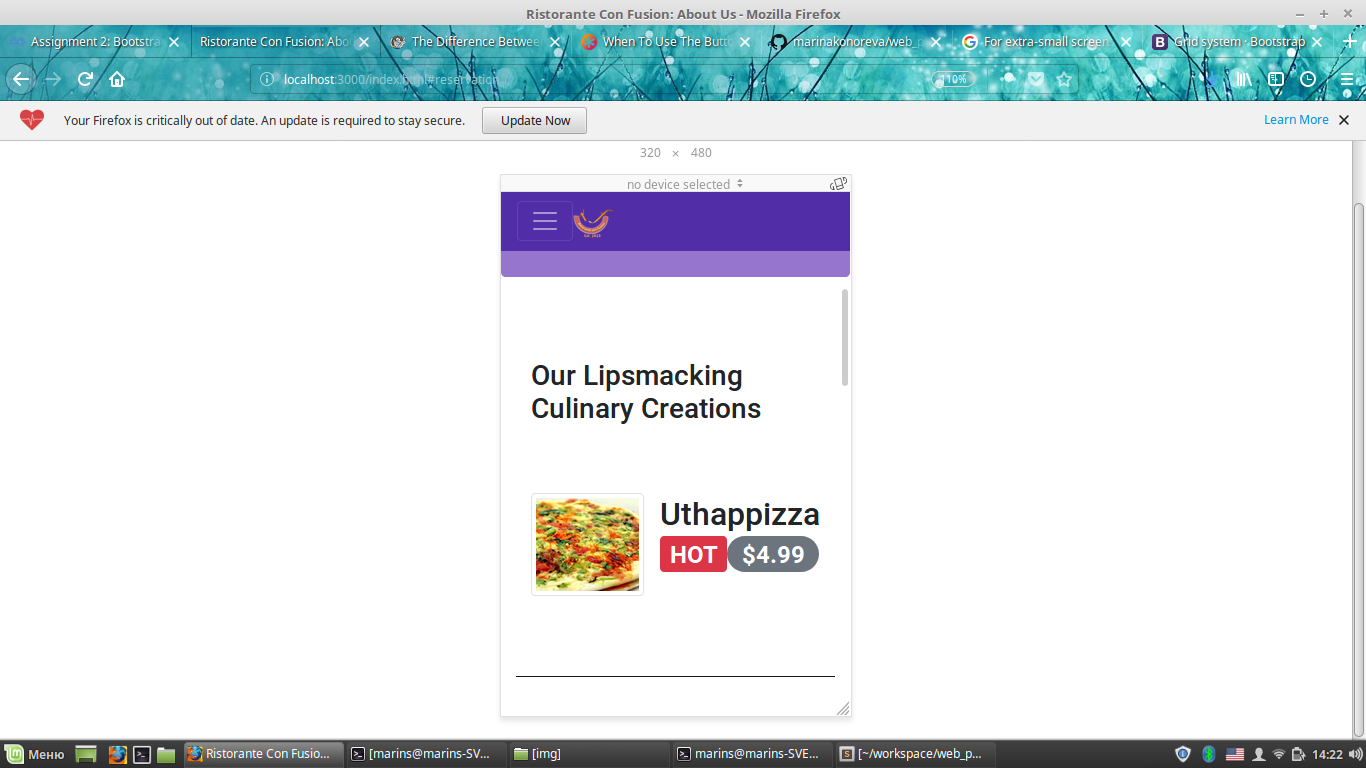 Ristorante Con Fusion: About Us - Mozilla Firefox
Assignment 2: Bootstra
Ristorante Con Fusion: Abo
The Difference Betwee
When To Use The Butto
marinakonoreva/web_p
For extra-small screen
Grid system · Bootstrap
localhost:3000/index.html#reservation
110%
Your Firefox is critically out of date. An update is required to stay secure.
Update Now
Learn More
320 × 480
no device selected
Our Lipsmacking
Culinary Creations
Uthappizza
HOT $4.99
Меню
Ristorante Con Fusio...
[marins@marins-SV...
[img]
marins@marins-SVE...
[~/workspace/web_p...
14:22